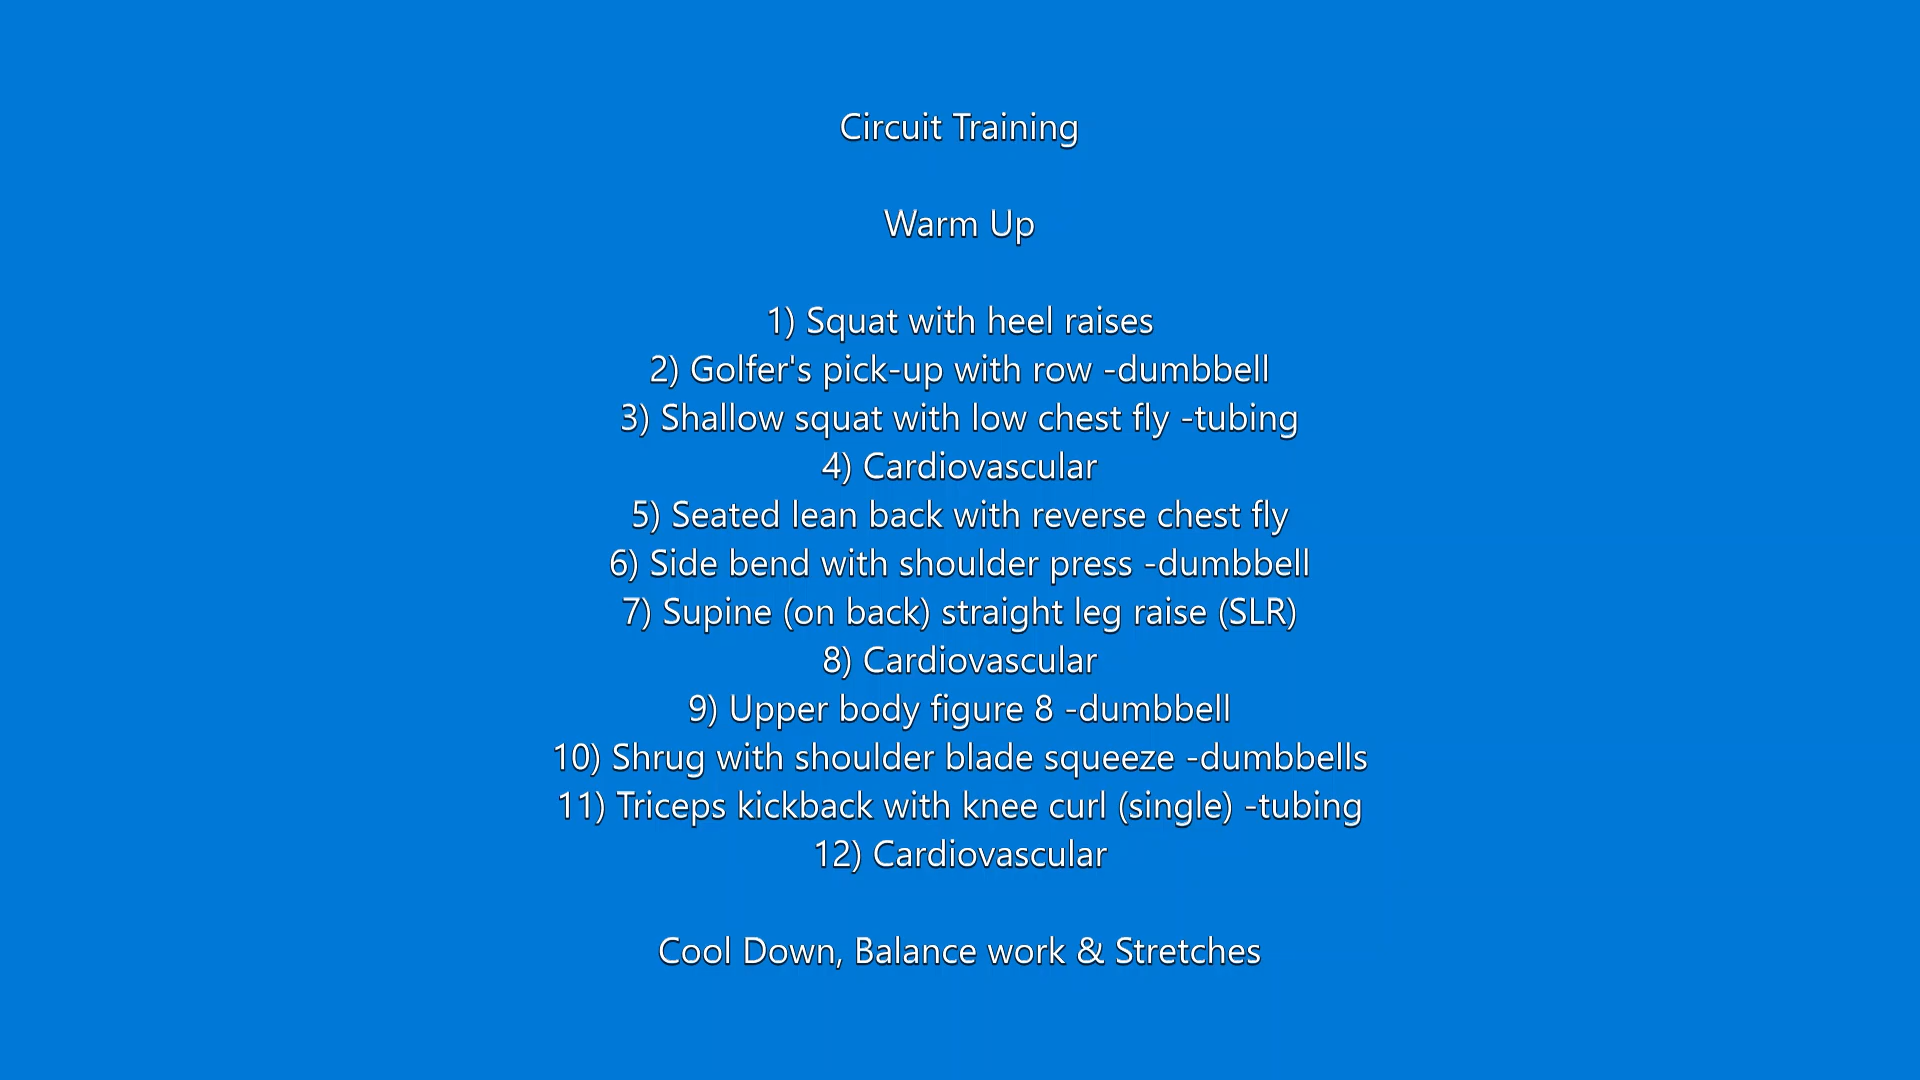 Circuit Training
Warm Up
1) Squat with heel raises
2) Golfer's pick-up with row -dumbbell
3) Shallow squat with low chest fly -tubing
4) Cardiovascular
5) Seated lean back with reverse chest fly
6) Side bend with shoulder press -dumbbell
7) Supine (on back) straight leg raise (SLR)
8) Cardiovascular
9) Upper body figure 8 -dumbbell
10) Shrug with shoulder blade squeeze -dumbbells
11) Triceps kickback with knee curl (single) -tubing
12) Cardiovascular
Cool Down, Balance work & Stretches